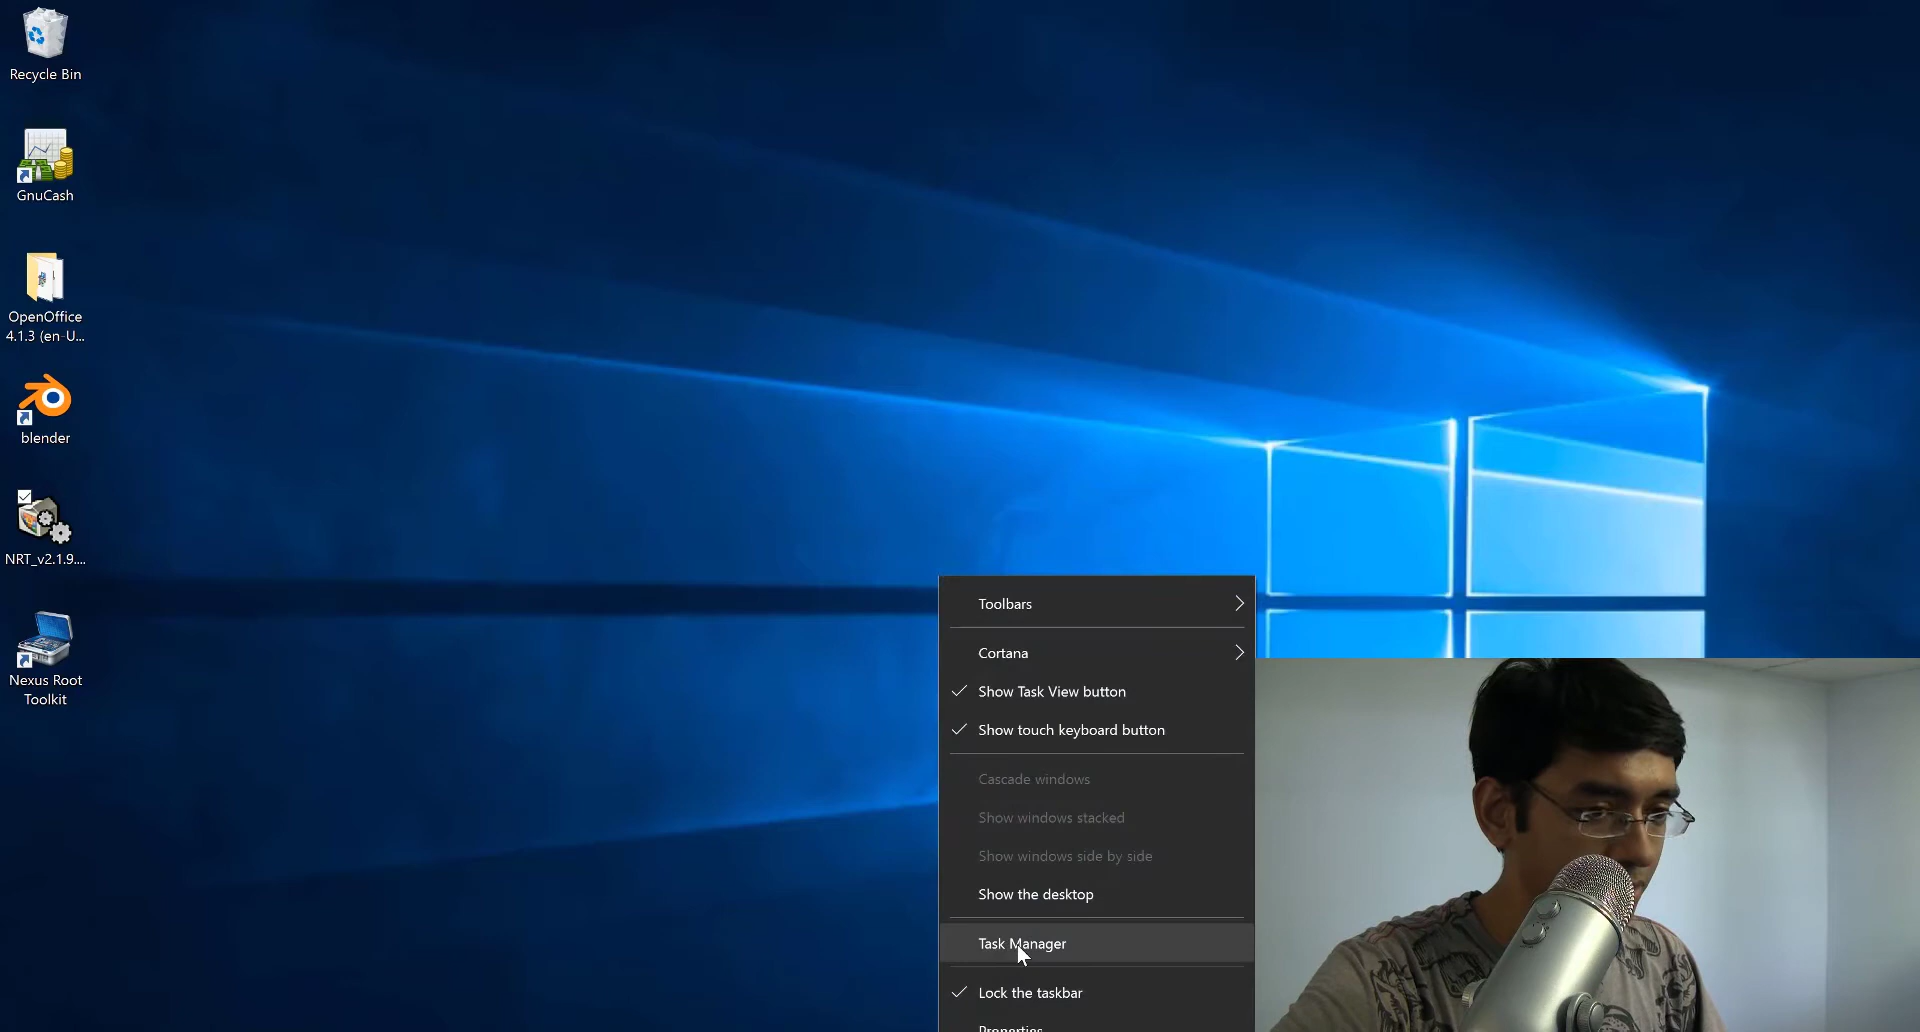 Recycle Bin
GnuCash
OpenOffice
4.1.3 (en-U...
blender
NRT_v2.1.9....
Nexus Root
Toolkit
Toolbars
Cortana
Show Task View button
Show touch keyboard button
Cascade windows
Show windows stacked
Show windows side by side
Show the desktop
Task Manager
Lock the taskbar
Properties